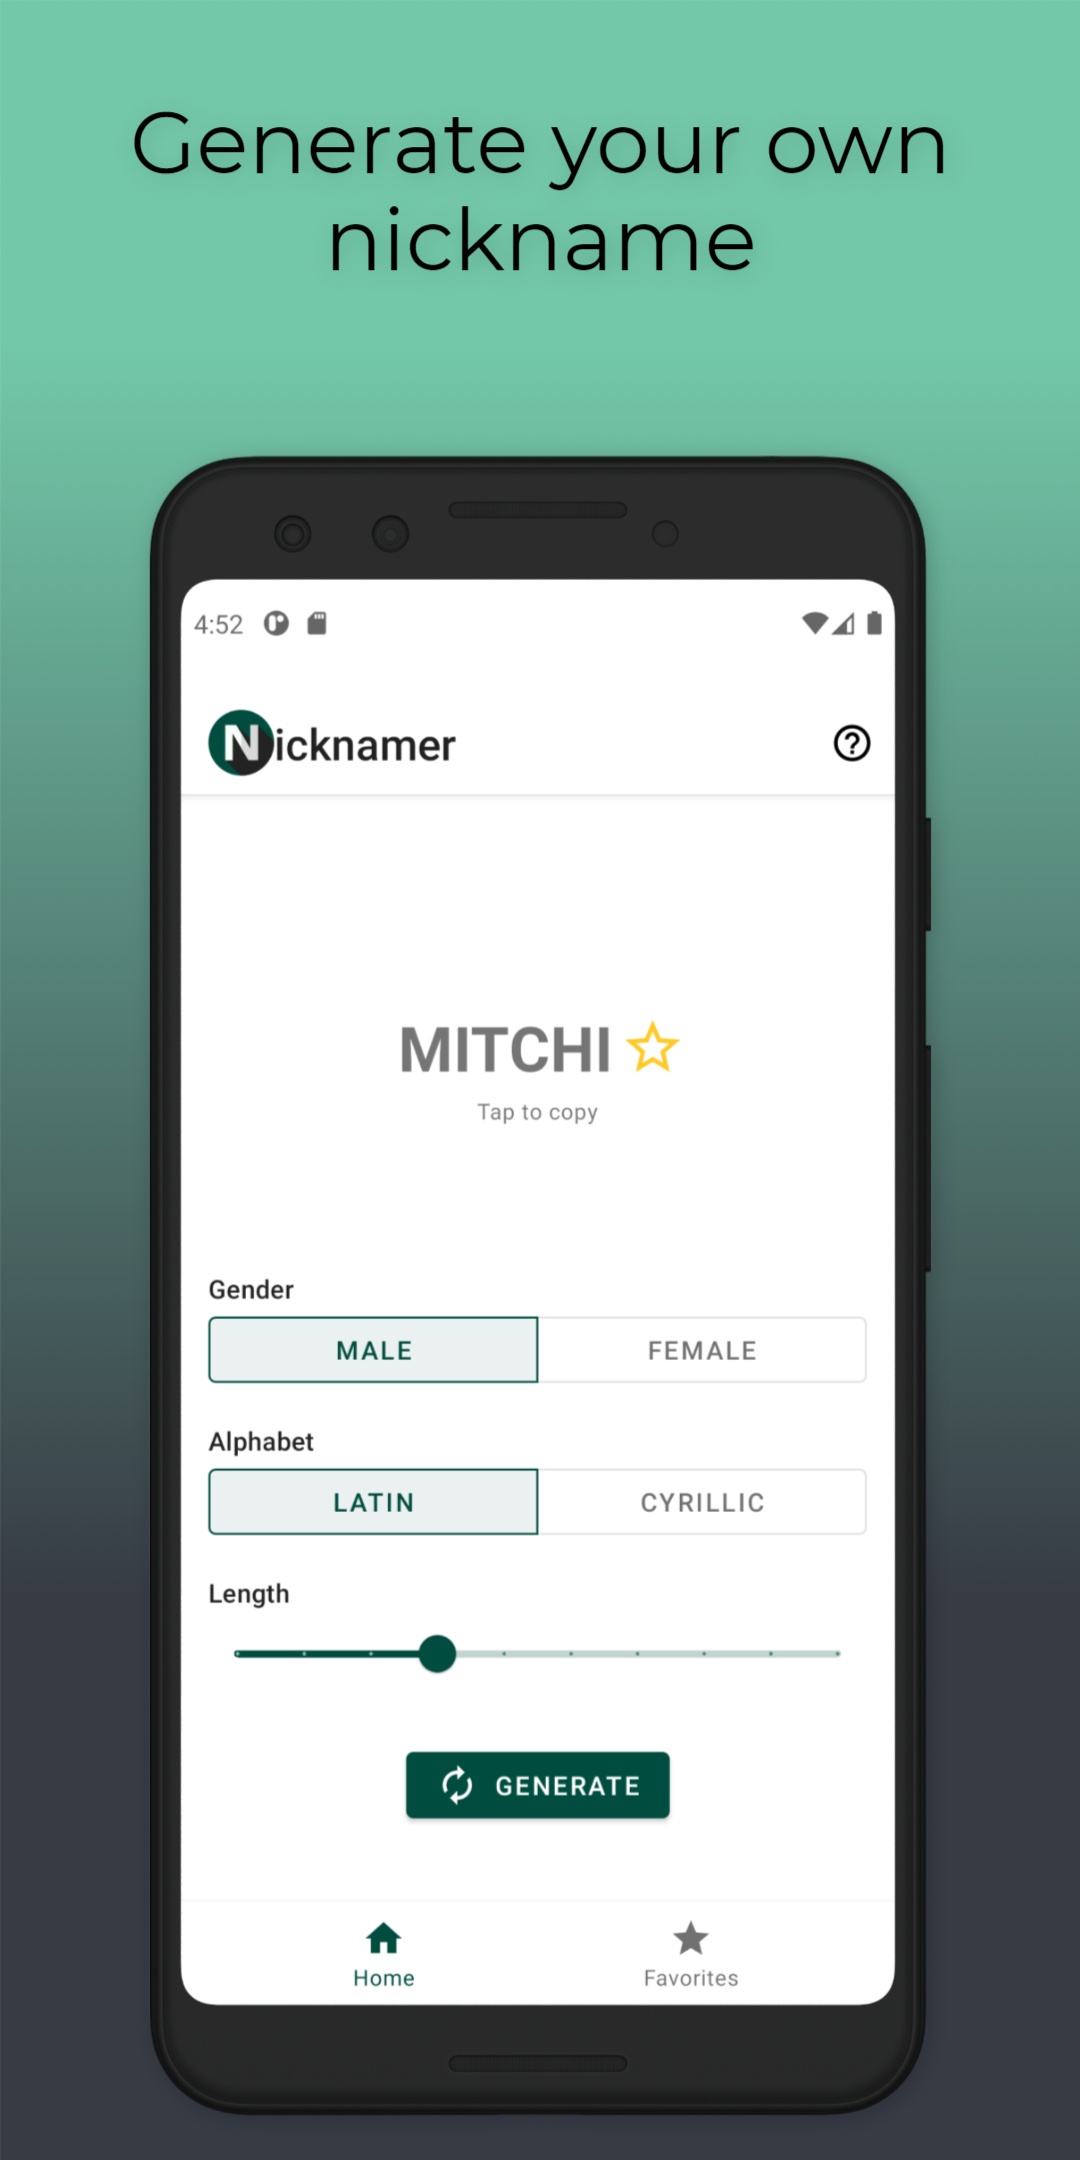 Generate your own
nickname
4:52
Nicknamer
MITCHI
Tap to copy
Gender
MALE FEMALE
Alphabet
LATIN CYRILLIC
Length
GENERATE
Home Favorites